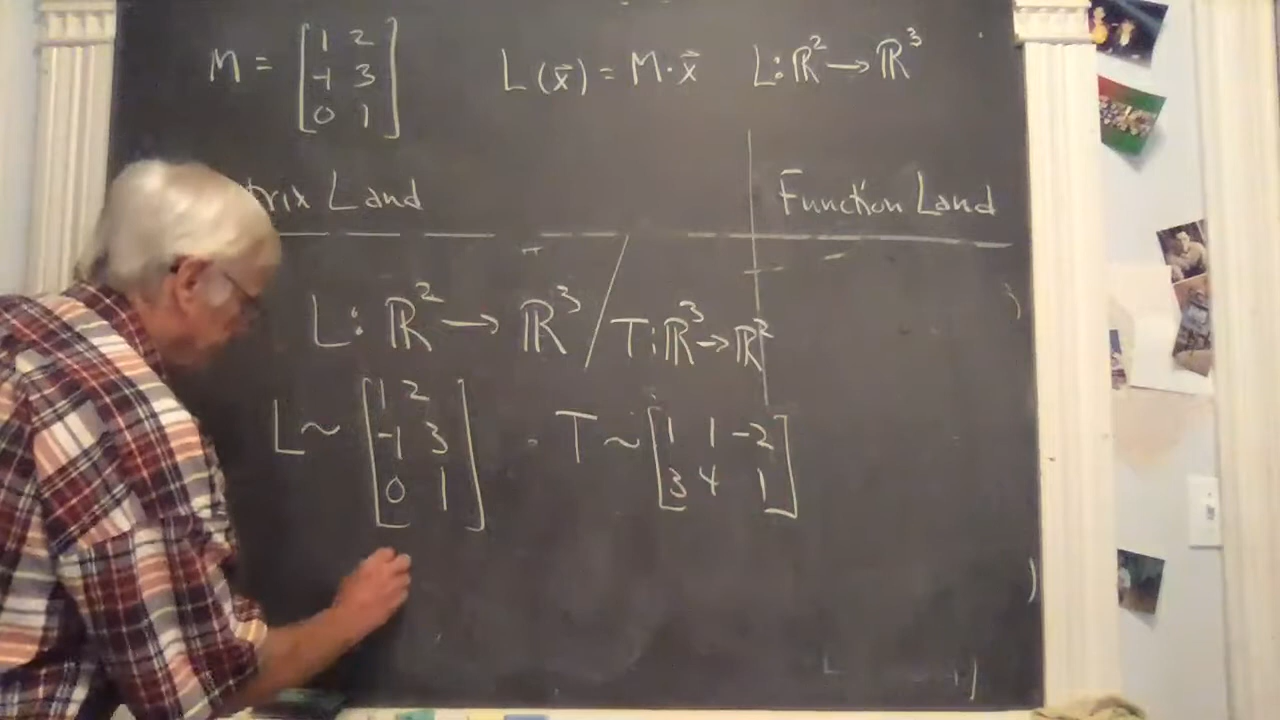 M = [1 2
-1 3
0 1] L(x⃗) = M·x⃗ L: ℝ² → ℝ³
trix Land Function Land
L: ℝ² → ℝ³ / T: ℝ³ → ℝ²
L ~ [1 2
-1 3
0 1] · T ~ [1 1 -2
3 4 1]